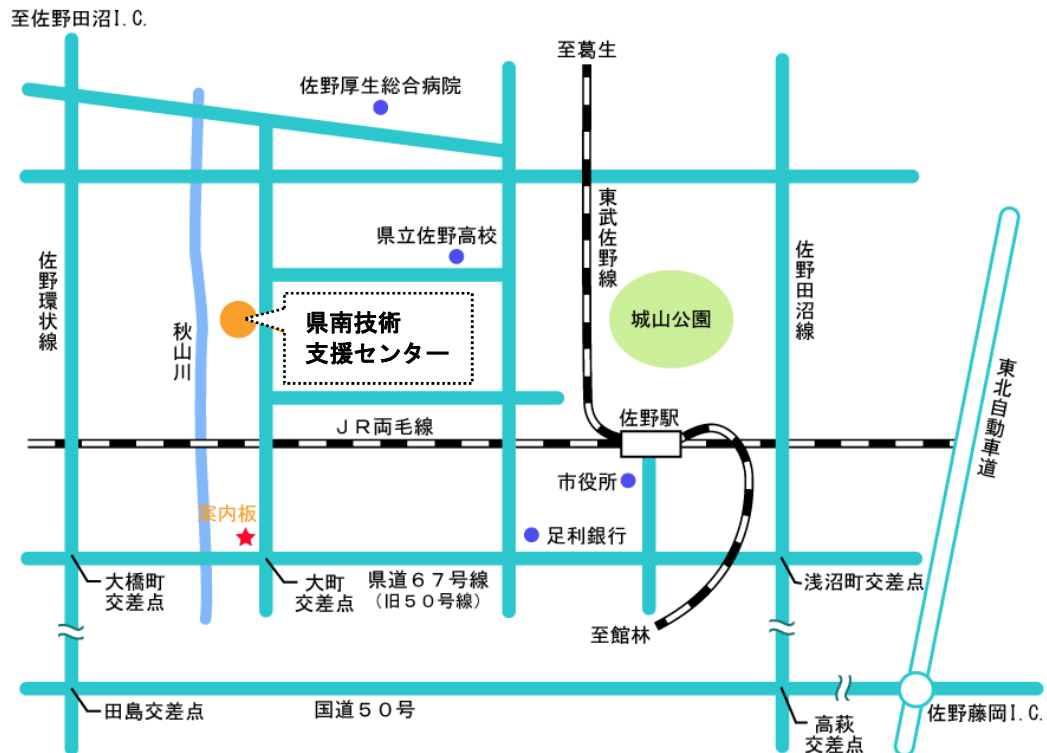 至佐野田沼I.C.
至葛生
佐野厚生総合病院
東武佐野線
県立佐野高校
佐野環状線
佐野田沼線
秋山川
県南技術
支援センター
城山公園
東北自動車道
佐野駅
JR両毛線
市役所
案内板
足利銀行
大橋町
交差点
大町
交差点
県道67号線
(旧50号線)
浅沼町交差点
至館林
田島交差点
国道50号
高萩
交差点
佐野藤岡I.C.